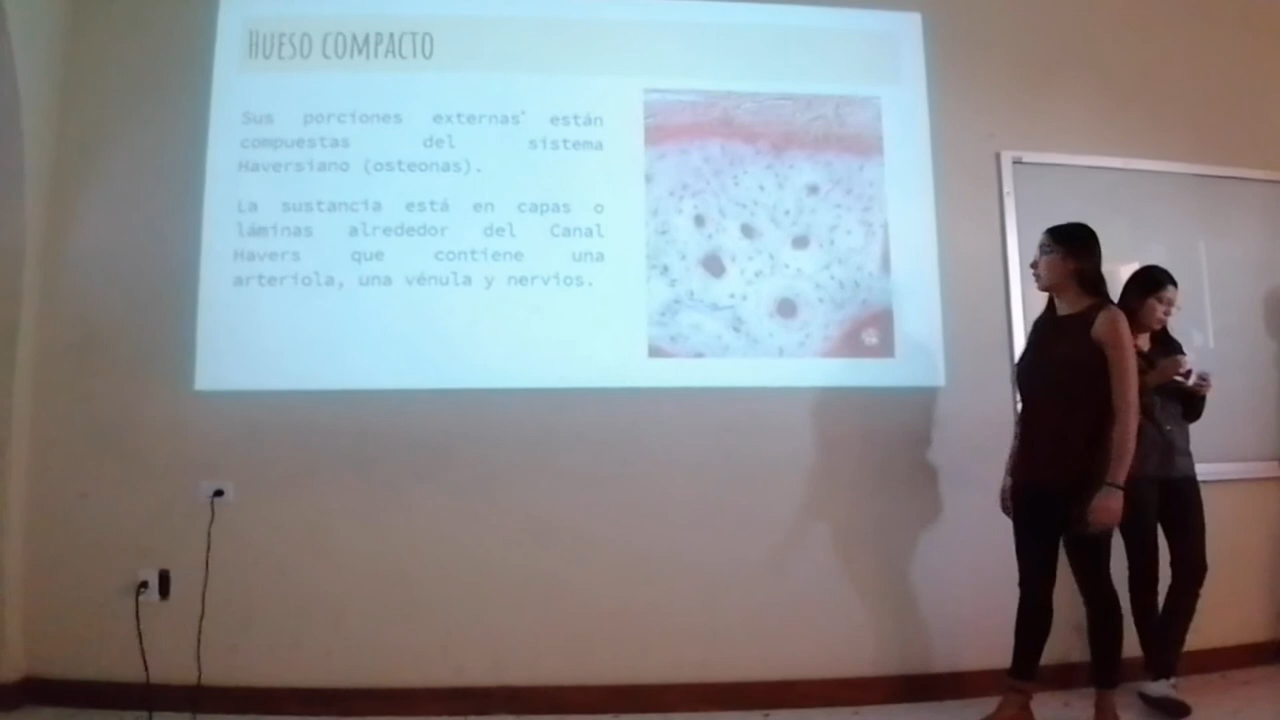 HUESO COMPACTO
Sus porciones externas están
compuestas del sistema
Haversiano (osteonas).
La sustancia está en capas o
láminas alrededor del Canal
Havers que contiene una
arteriola, una vénula y nervios.